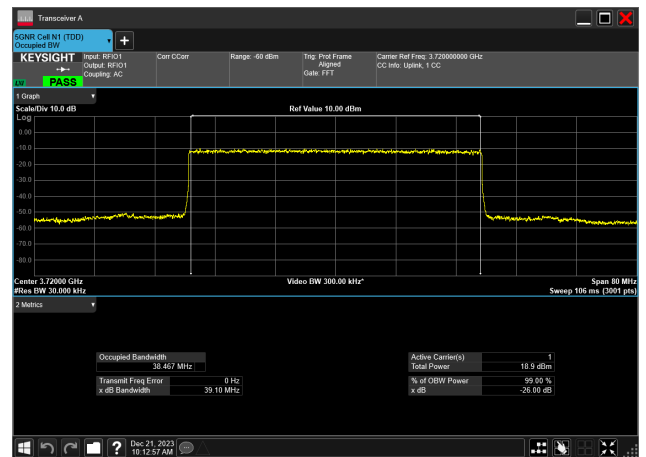 Transceiver A
5GNR Cell N1 (TDD)
Occupied BW
KEYSIGHT Input: RFIO1 Corr CCorr Range: -60 dBm Trig: Prot Frame Carrier Ref Freq: 3.720000000 GHz
Output: RFIO1 Aligned CC Info: Uplink, 1 CC
Coupling: AC Gate: FFT
PASS
1 Graph
Scale/Div 10.0 dB Ref Value 10.00 dBm
Log
0.00
-10.0
-20.0
-30.0
-40.0
-50.0
-60.0
-70.0
-80.0
Center 3.72000 GHz Video BW 300.00 kHz* Span 80 MHz
#Res BW 30.000 kHz Sweep 106 ms (3001 pts)
2 Metrics
Occupied Bandwidth Active Carrier(s) 1
38.467 MHz Total Power 18.9 dBm
Transmit Freq Error 0 Hz % of OBW Power 99.00 %
x dB Bandwidth 39.10 MHz x dB -26.00 dB
Dec 21, 2023
10:12:57 AM